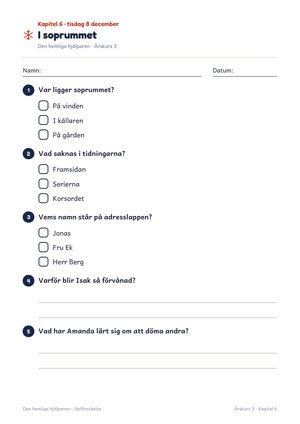 Kapitel 6 · tisdag 8 december
I soprummet
Den hemliga hjälparen · Årskurs 3
Namn: Datum:
1 Var ligger soprummet?
På vinden
I källaren
På gården
2 Vad saknas i tidningarna?
Framsidan
Serierna
Korsordet
3 Vems namn står på adresslappen?
Jonas
Fru Ek
Herr Berg
4 Varför blir Isak så förvånad?
5 Vad har Amanda lärt sig om att döma andra?
Den hemliga hjälparen – läsförståelse Årskurs 3 · Kapitel 6